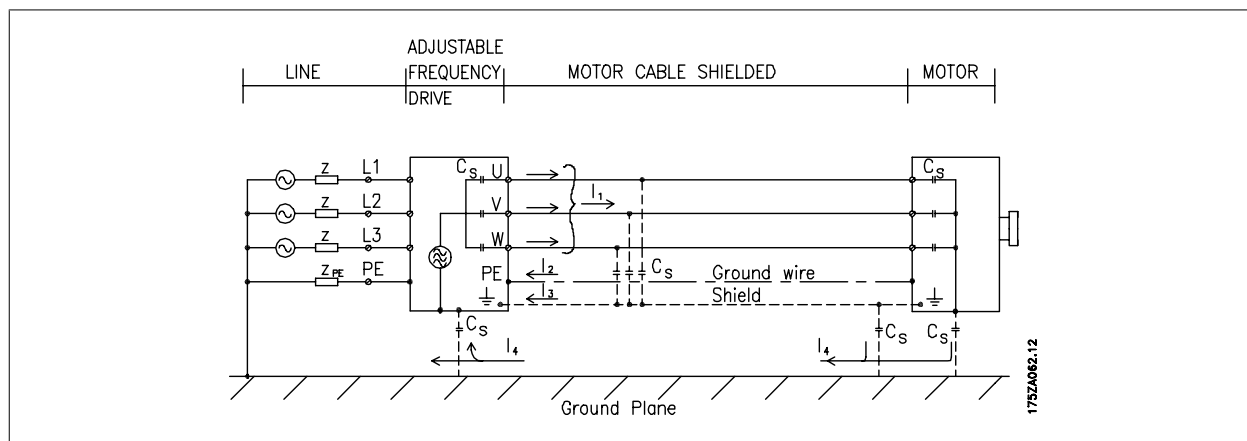 LINE
ADJUSTABLE
FREQUENCY
DRIVE
MOTOR CABLE SHIELDED
MOTOR
Z L1
Z L2
Z L3
Z PE PE
C S U
V
W
PE
I 1
I 2
I 3
C S
Ground wire
Shield
C S
C S
I 4
I 4
C S
C S
Ground Plane
175ZA062.12